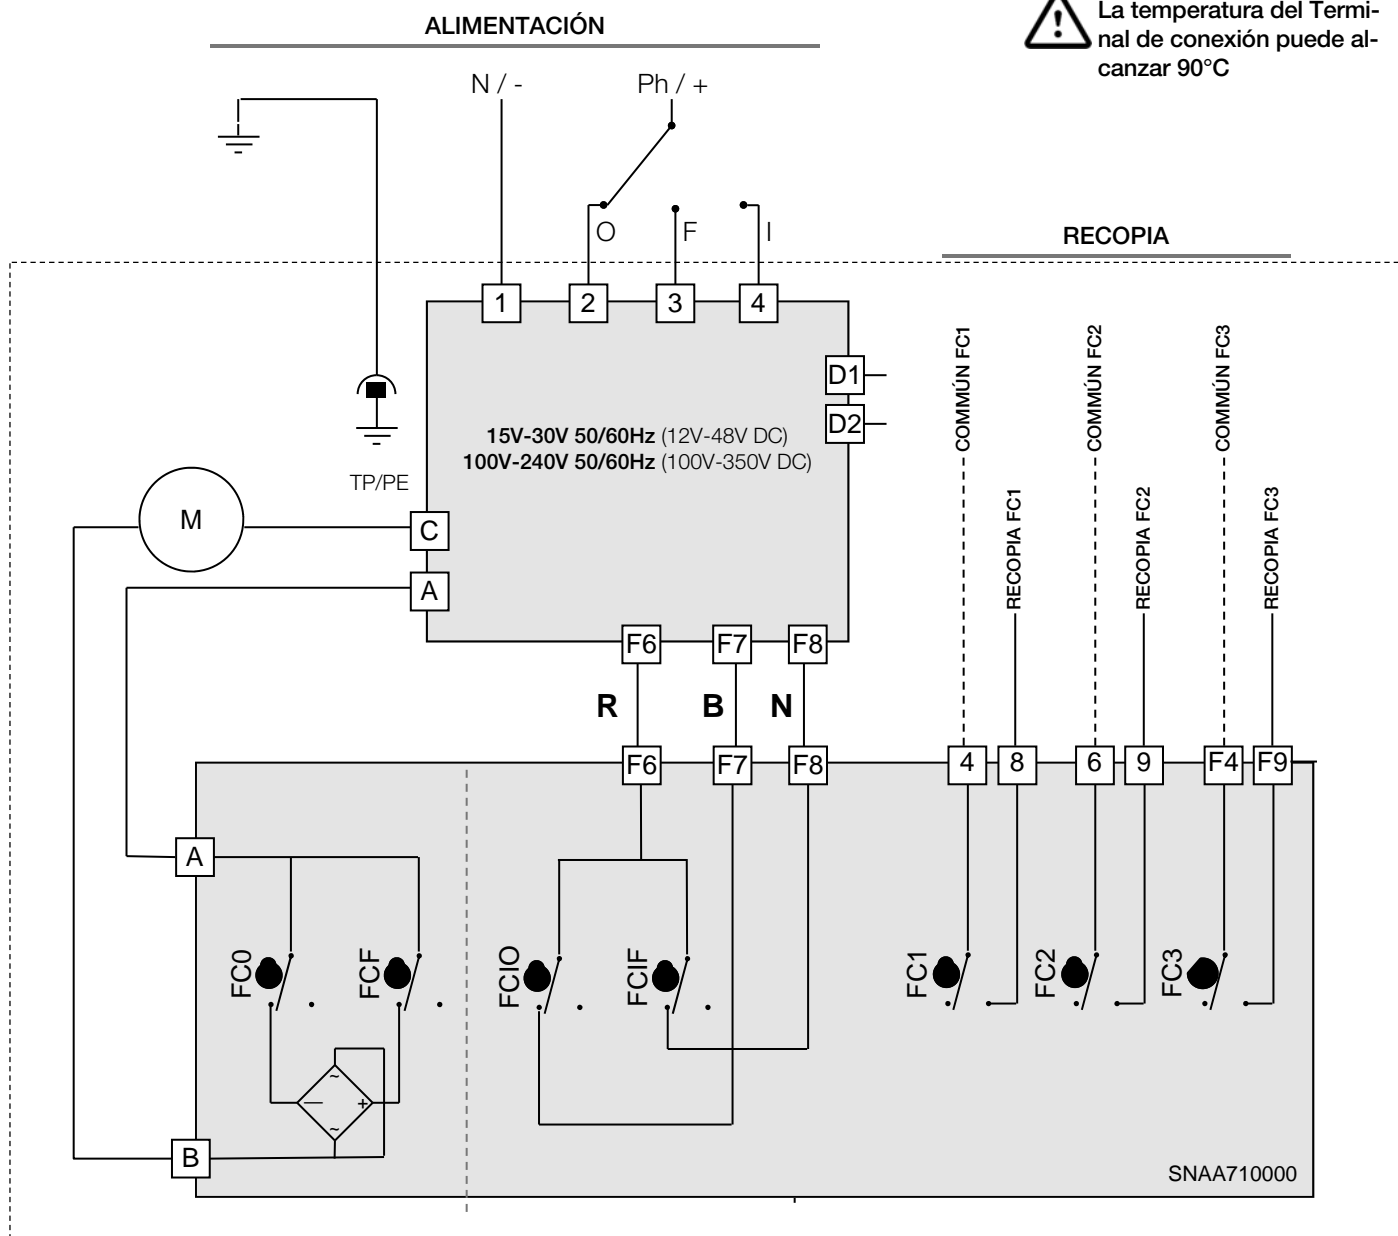 La temperatura del Termi-
nal de conexión puede al-
canzar 90°C
ALIMENTACIÓN
N / -
Ph / +
O
F
I
RECOPIA
1
2
3
4
D1
D2
15V-30V 50/60Hz (12V-48V DC)
100V-240V 50/60Hz (100V-350V DC)
TP/PE
M
C
A
F6
F7
F8
R
B
N
COMMÚN FC1
RECOPIA FC1
COMMÚN FC2
RECOPIA FC2
COMMÚN FC3
RECOPIA FC3
F6
F7
F8
4
8
6
9
F4
F9
A
FC0
FCF
FCIO
FCIF
FC1
FC2
FC3
~
—
+
~
B
SNAA710000